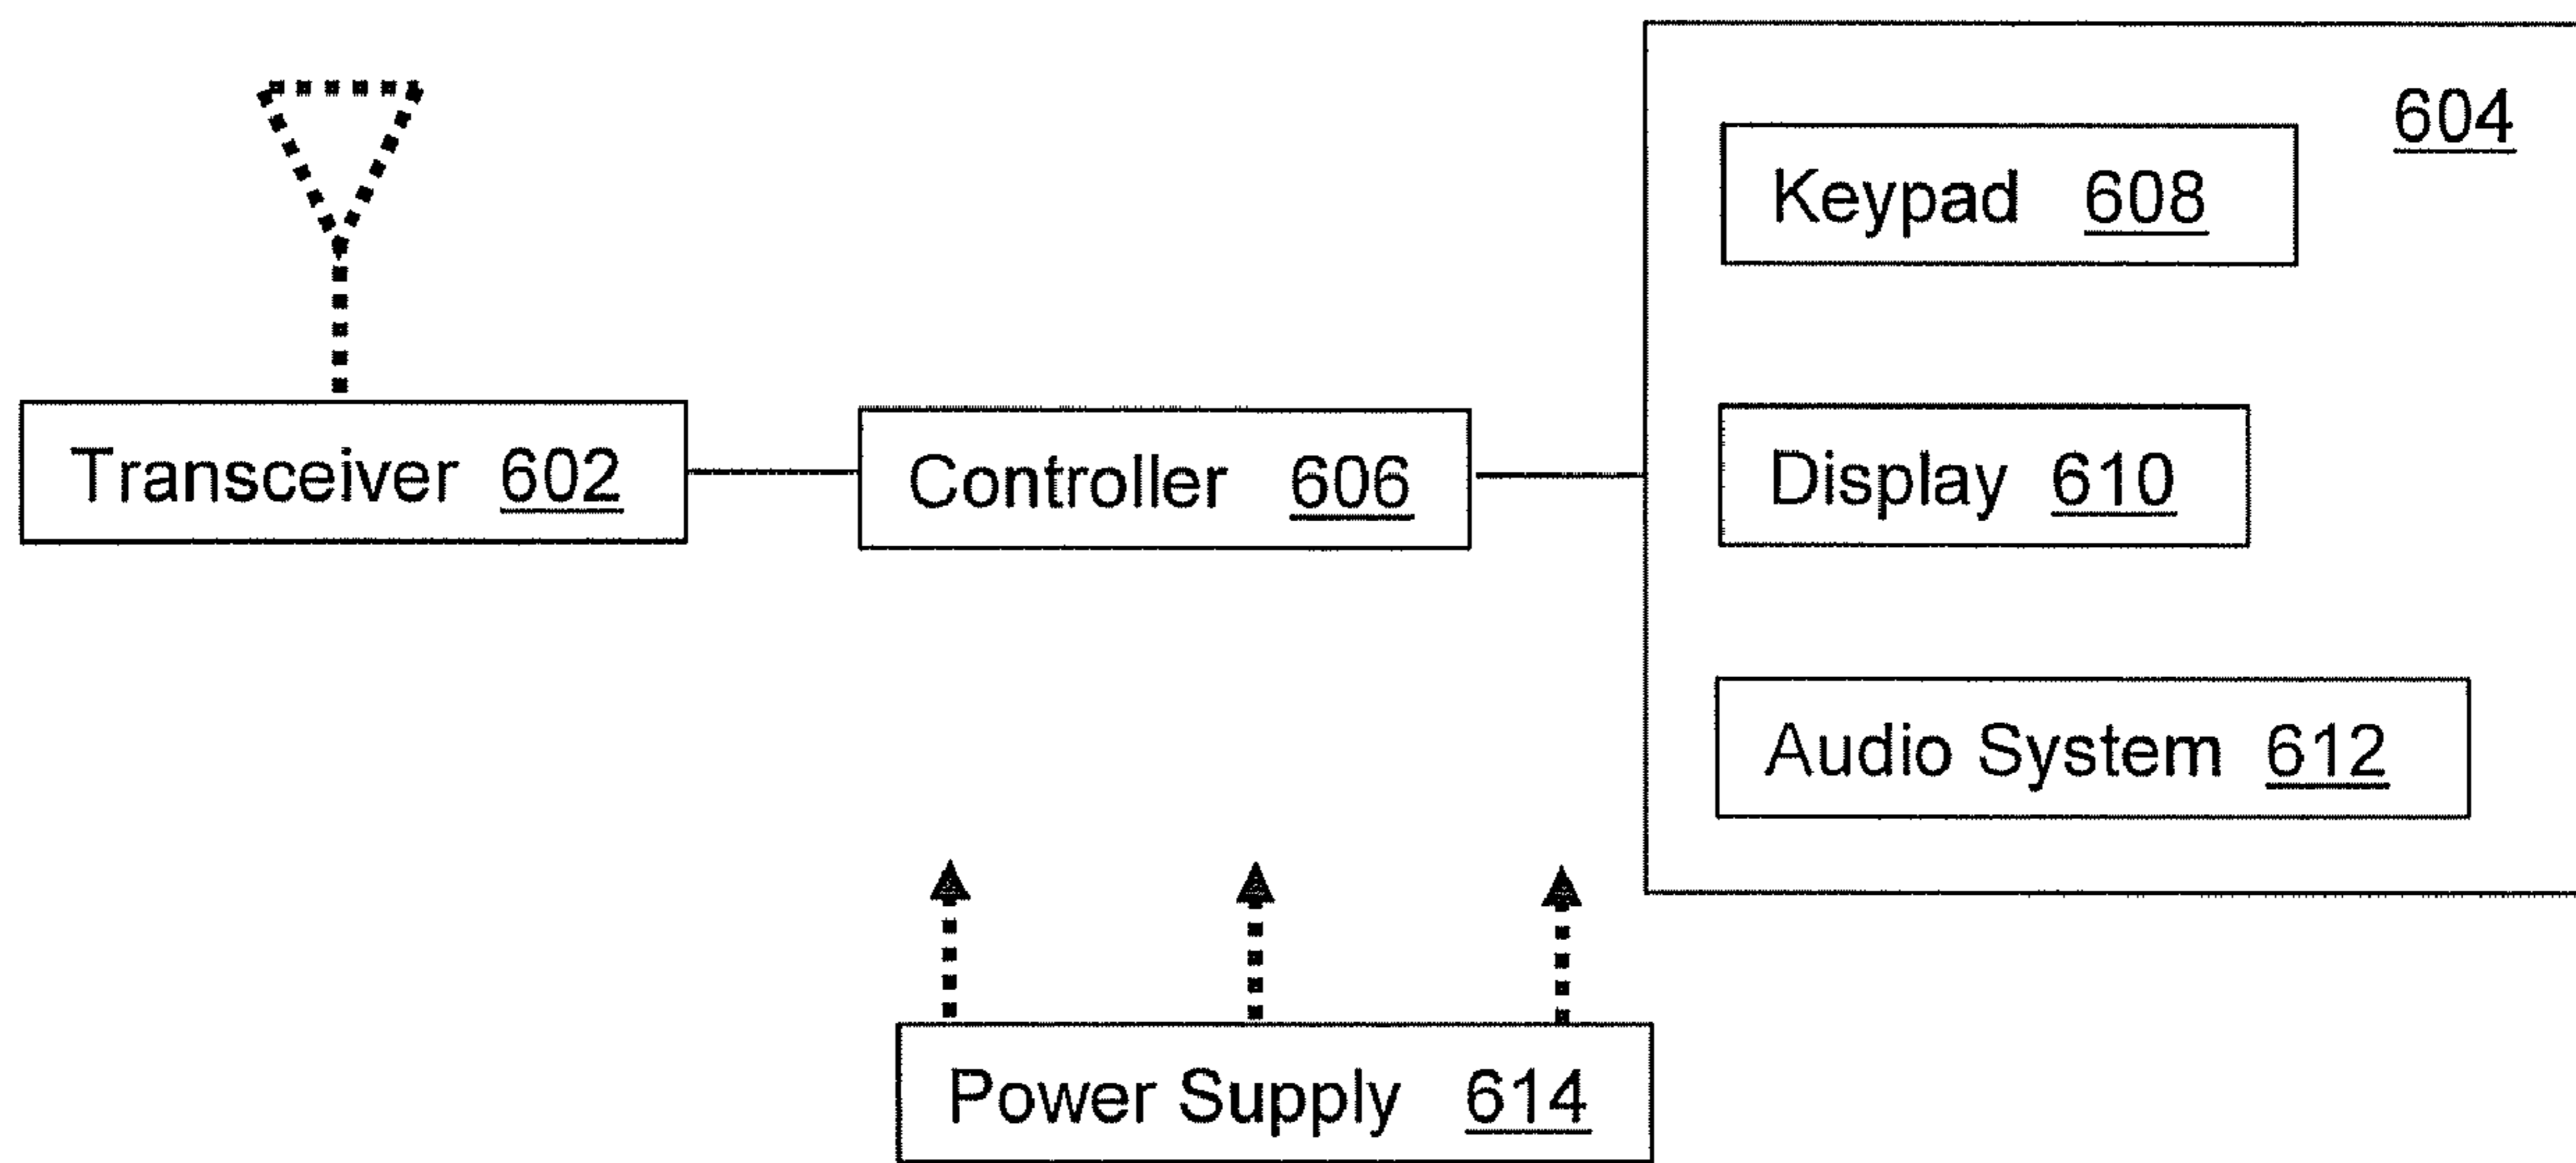 604
Keypad 608
Transceiver 602
Controller 606
Display 610
Audio System 612
Power Supply 614